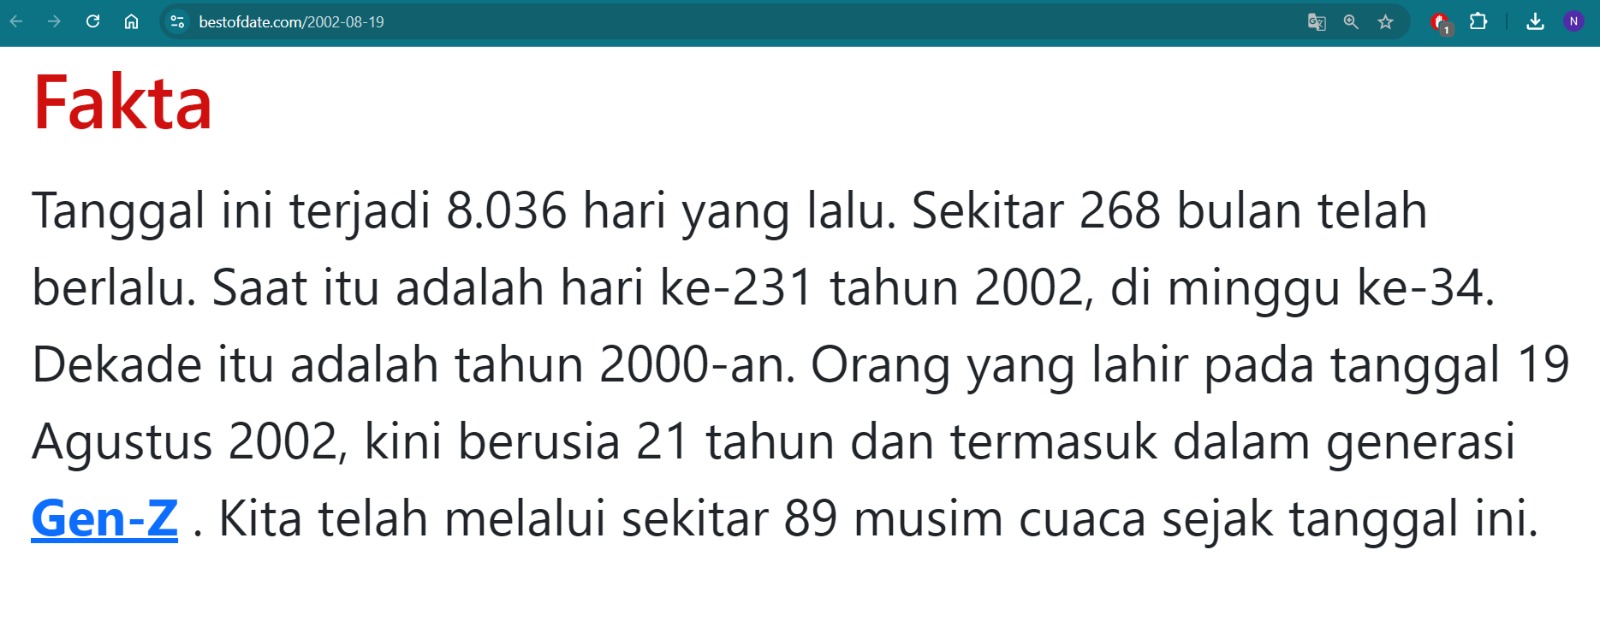 bestofdate.com/2002-08-19
1
N
Fakta
Tanggal ini terjadi 8.036 hari yang lalu. Sekitar 268 bulan telah
berlalu. Saat itu adalah hari ke-231 tahun 2002, di minggu ke-34.
Dekade itu adalah tahun 2000-an. Orang yang lahir pada tanggal 19
Agustus 2002, kini berusia 21 tahun dan termasuk dalam generasi
Gen-Z . Kita telah melalui sekitar 89 musim cuaca sejak tanggal ini.